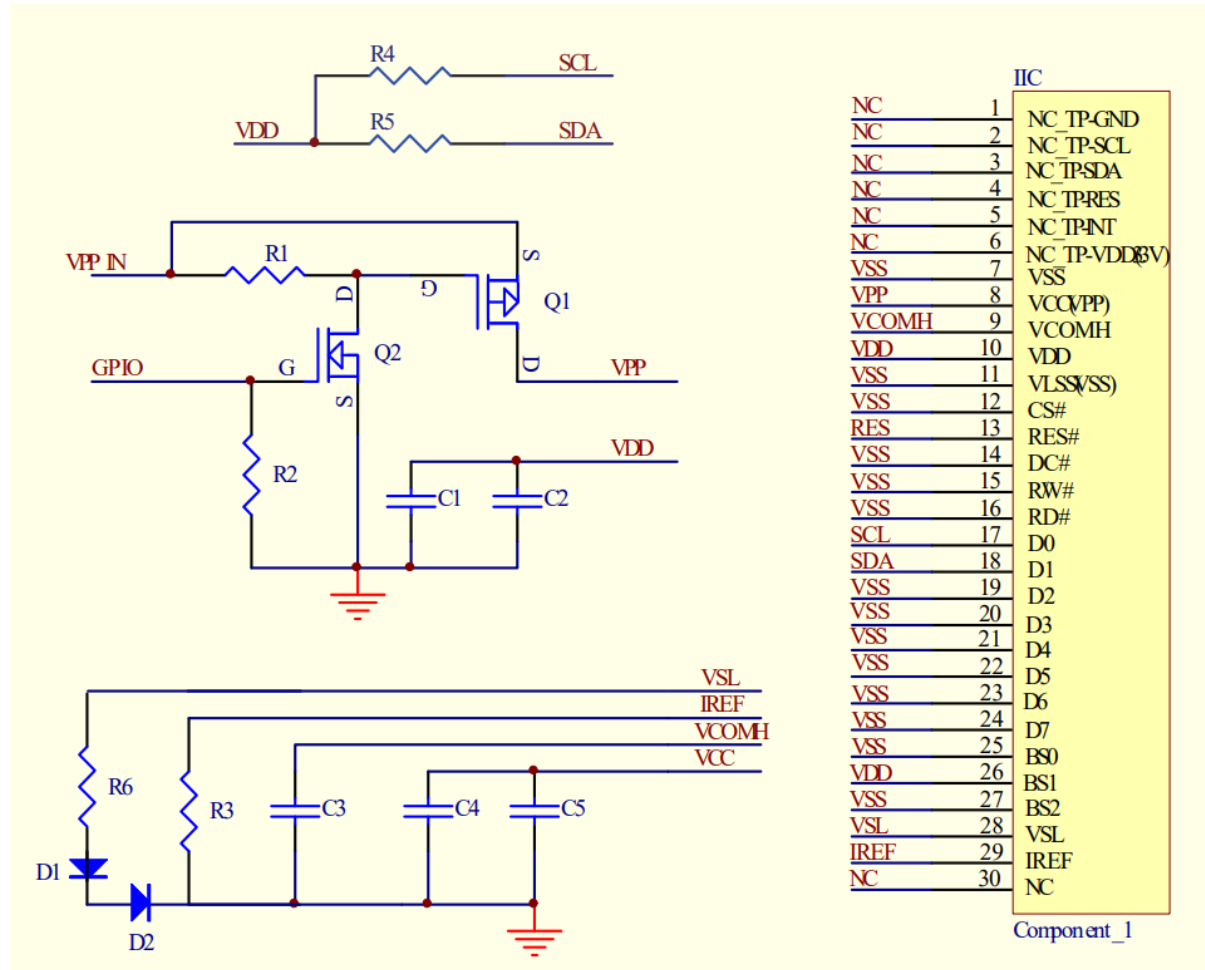 R4
SCL
VDD
R5
SDA
VPP IN
R1
S
D
G
Q1
Q2
GPIO
G
D
VPP
S
R2
VDD
C1
C2
VSL
IREF
VCOMH
VCC
R6
R3
C3
C4
C5
D1
D2
IIC
NC 1 NC_TP-GND
NC 2 NC_TP-SCL
NC 3 NC_TP-SDA
NC 4 NC_TP-RES
NC 5 NC_TP-INT
NC 6 NC_TP-VDD(3V)
VSS 7 VSS
VPP 8 VCC(VPP)
VCOMH 9 VCOMH
VDD 10 VDD
VSS 11 VLSS(VSS)
VSS 12 CS#
RES 13 RES#
VSS 14 DC#
VSS 15 RW#
VSS 16 RD#
SCL 17 D0
SDA 18 D1
VSS 19 D2
VSS 20 D3
VSS 21 D4
VSS 22 D5
VSS 23 D6
VSS 24 D7
VSS 25 BS0
VDD 26 BS1
VSS 27 BS2
VSL 28 VSL
IREF 29 IREF
NC 30 NC
Component_1